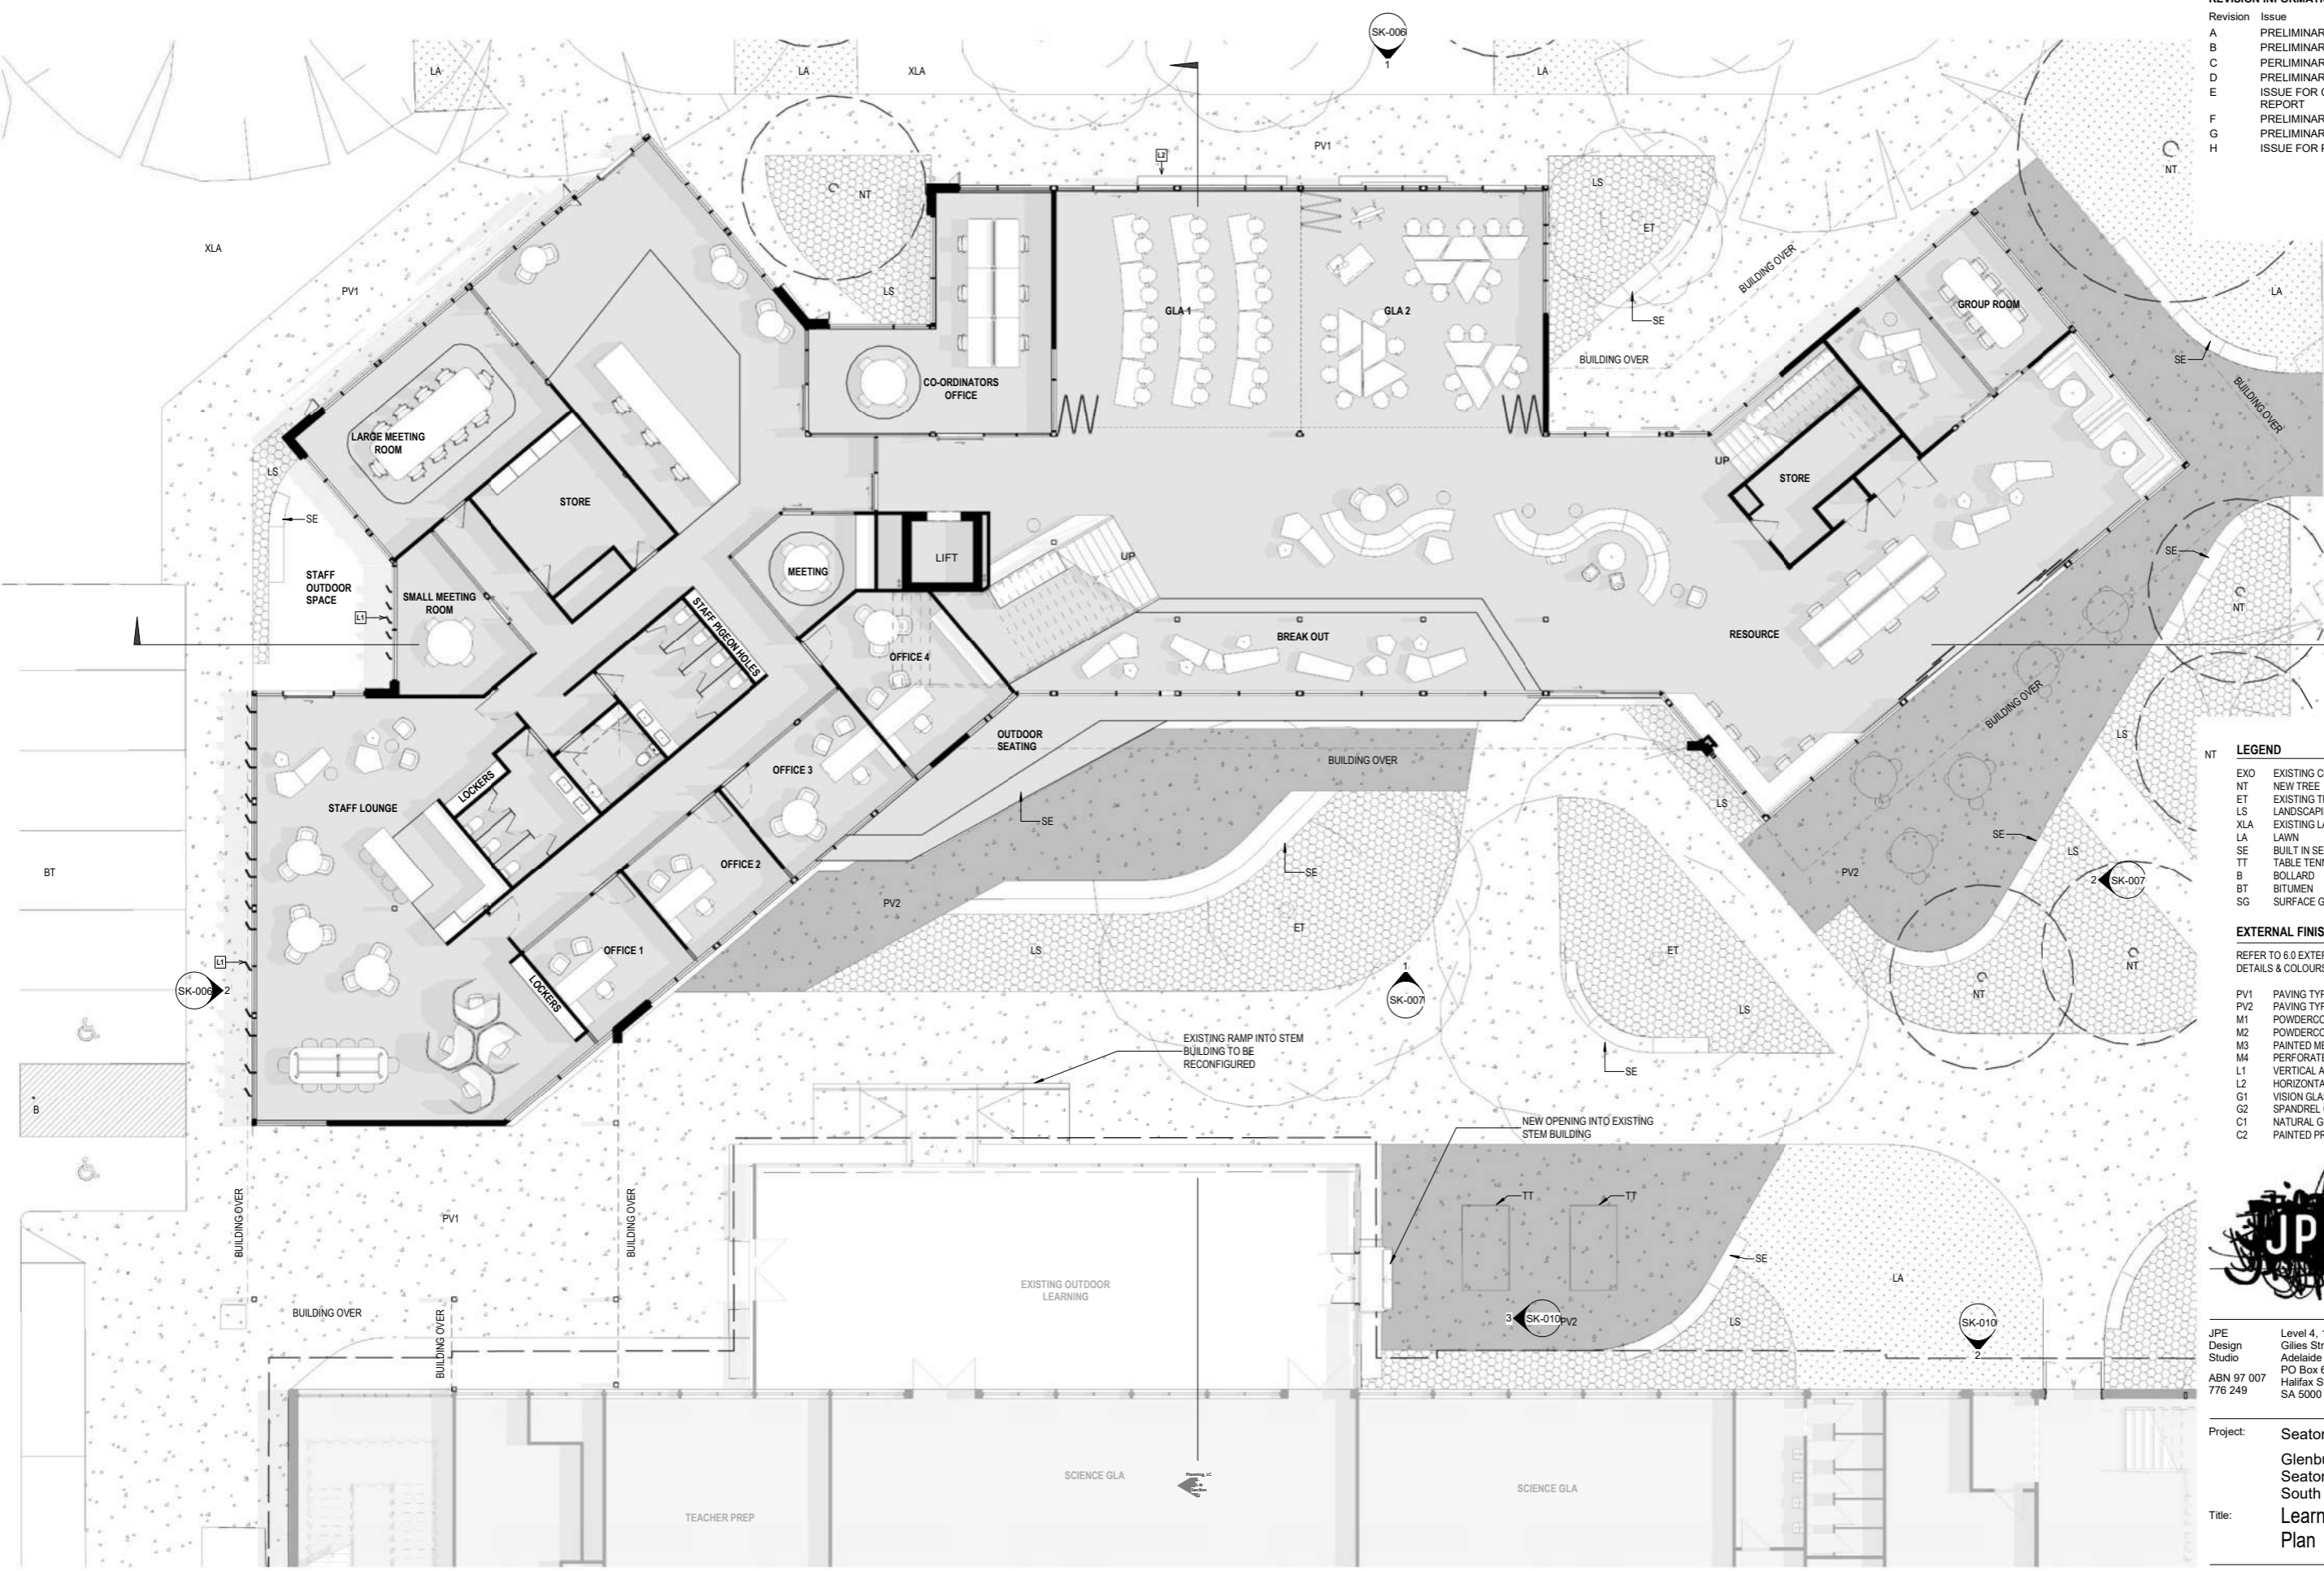 REVISION INFORMATI
Revision Issue
A PRELIMINAR
B PRELIMINAR
C PERLIMINAR
D PRELIMINAR
E ISSUE FOR
REPORT
F PRELIMINAR
G PRELIMINAR
H ISSUE FOR
SK-006
1
LA
LA
XLA
LA
L2
PV1
NT
LS
NT
XLA
ET
PV1
BUILDING OVER
LS
LA
GLA 1
GLA 2
GROUP ROOM
SE
BUILDING OVER
SE
CO-ORDINATORS
OFFICE
BUILDING OVER
LARGE MEETING
ROOM
LS
UP
STORE
STORE
SE
LIFT
UP
SE
MEETING
STAFF
OUTDOOR
SPACE
SMALL MEETING
ROOM
L1
STAFF PIGEON HOLES
NT
OFFICE 4
BREAK OUT
RESOURCE
BUILDING OVER
OUTDOOR
SEATING
LS
OFFICE 3
BUILDING OVER
LOCKERS
STAFF LOUNGE
LS
SE
SE
LS
OFFICE 2
BT
SE
PV2
2 SK-007
PV2
ET
OFFICE 1
LS
ET
L1
NT
NT
SK-006 2
LOCKERS
1
SK-007
LS
EXISTING RAMP INTO STEM
BUILDING TO BE
RECONFIGURED
SE
B
NEW OPENING INTO EXISTING
STEM BUILDING
TT
TT
BUILDING OVER
BUILDING OVER
PV1
SE
EXISTING OUTDOOR
LEARNING
LA
BUILDING OVER
BUILDING OVER
3 SK-010
PV2
LS
SK-010
2
SCIENCE GLA
SCIENCE GLA
TEACHER PREP
NT
LEGEND
EXO EXISTING C
NT NEW TREE
ET EXISTING T
LS LANDSCAPI
XLA EXISTING LA
LA LAWN
SE BUILT IN SE
TT TABLE TEN
B BOLLARD
BT BITUMEN
SG SURFACE G
EXTERNAL FINIS
REFER TO 6.0 EXTE
DETAILS & COLOURS
PV1 PAVING TYP
PV2 PAVING TYP
M1 POWDERCO
M2 POWDERCO
M3 PAINTED ME
M4 PERFORATE
L1 VERTICAL A
L2 HORIZONTA
G1 VISION GLA
G2 SPANDREL
C1 NATURAL G
C2 PAINTED PR
JP
JPE
Design
Studio
ABN 97 007
776 249
Level 4,
Gilies Str
Adelaide
PO Box 6
Halifax S
SA 5000
Project: Seaton
Glenbu
Seaton
South
Title: Learn
Plan